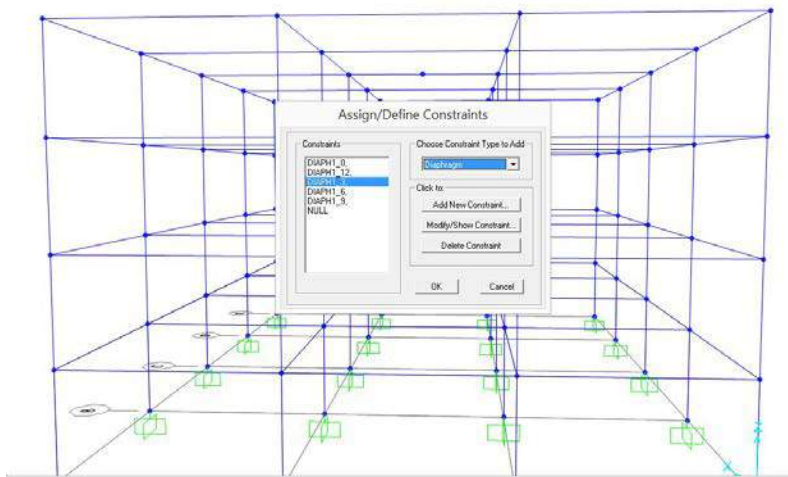 Assign/Define Constraints
Constraints
DIAPH1_0.
DIAPH1_12.
DIAPH1_3.
DIAPH1_6.
DIAPH1_9.
NULL
Choose Constraint Type to Add
Diaphragm
Click to:
Add New Constraint...
Modify/Show Constraint...
Delete Constraint
OK
Cancel